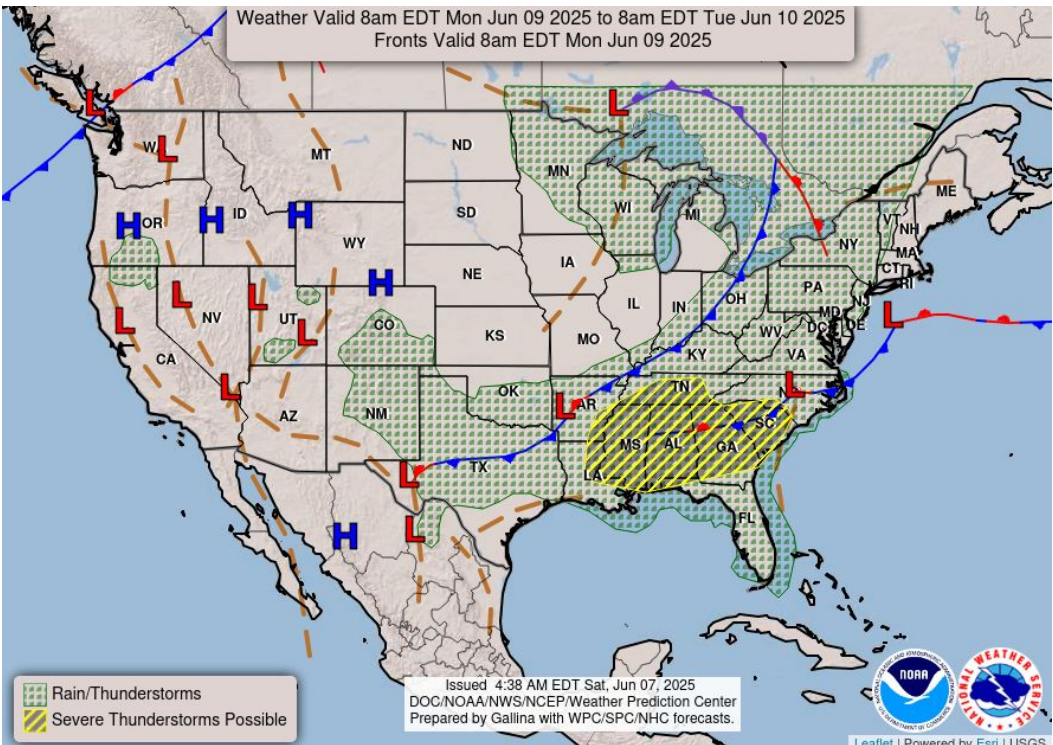 Weather Valid 8am EDT Mon Jun 09 2025 to 8am EDT Tue Jun 10 2025
Fronts Valid 8am EDT Mon Jun 09 2025
L
L
WA
MT
ND
MN
L
ME
H
OR
H
ID
H
WY
SD
WI
MI
VT
NH
NY
MA
CT
RI
H
NE
IA
PA
NJ
L
L
NV
L
UT
L
CO
KS
MO
IL
IN
OH
MD
DC
DE
WV
VA
KY
L
CA
L
AZ
NM
OK
L
AR
TN
L
SC
MS
AL
GA
L
TX
LA
H
L
FL
Rain/Thunderstorms
Severe Thunderstorms Possible
Issued 4:38 AM EDT Sat, Jun 07, 2025
DOC/NOAA/NWS/NCEP/Weather Prediction Center
Prepared by Gallina with WPC/SPC/NHC forecasts.
NOAA
NATIONAL WEATHER SERVICE
Leaflet | Powered by Esri | USGS